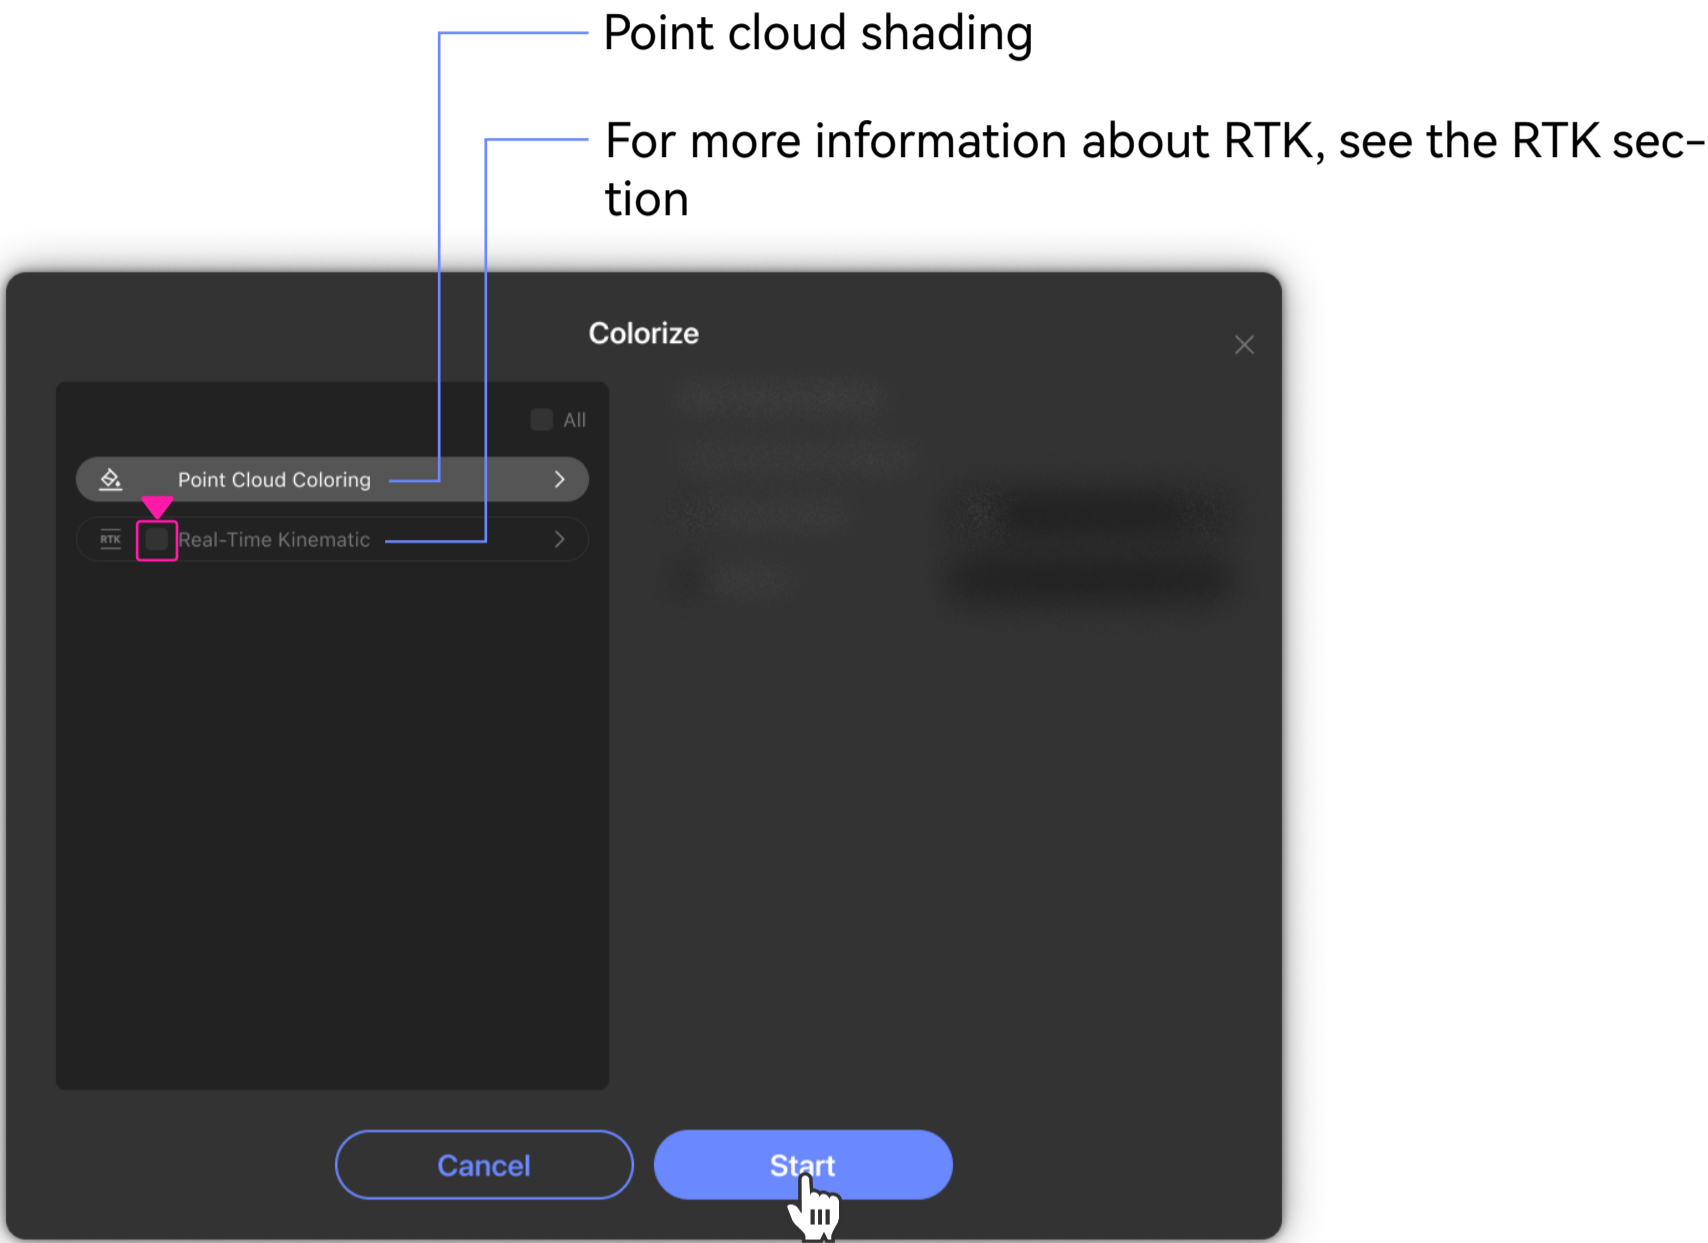 Point cloud shading
For more information about RTK, see the RTK sec-
tion
Colorize
All
Point Cloud Coloring
RTK
Real-Time Kinematic
Cancel
Start